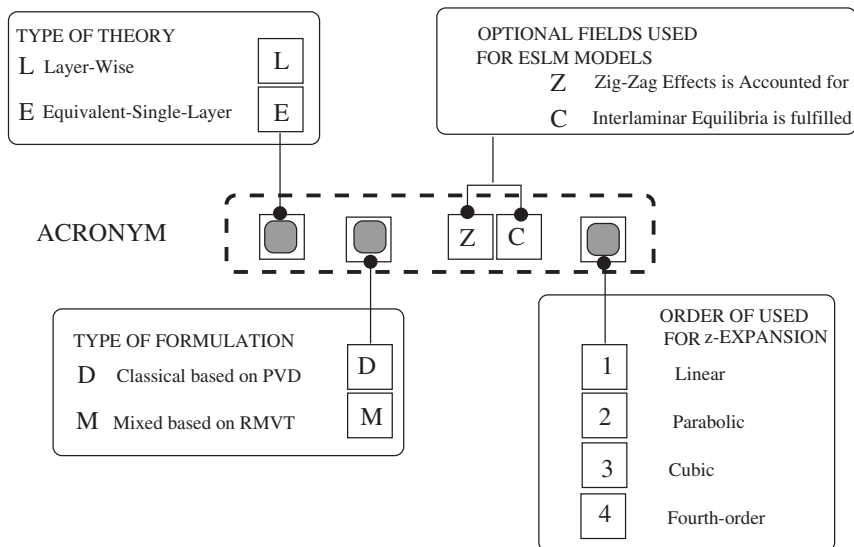 TYPE OF THEORY
L Layer-Wise
L
E Equivalent-Single-Layer
E
OPTIONAL FIELDS USED
FOR ESLM MODELS
Z Zig-Zag Effects is Accounted for
C Interlaminar Equilibria is fulfilled
ACRONYM
Z C
TYPE OF FORMULATION
D Classical based on PVD
D
M Mixed based on RMVT
M
ORDER OF USED
FOR z-EXPANSION
1 Linear
2 Parabolic
3 Cubic
4 Fourth-order